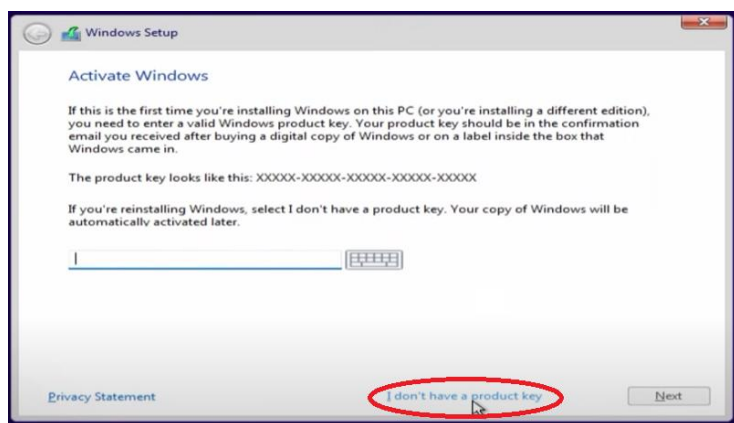 Windows Setup
Activate Windows
If this is the first time you're installing Windows on this PC (or you're installing a different edition),
you need to enter a valid Windows product key. Your product key should be in the confirmation
email you received after buying a digital copy of Windows or on a label inside the box that
Windows came in.
The product key looks like this: XXXXX-XXXXX-XXXXX-XXXXX-XXXXX
If you're reinstalling Windows, select I don't have a product key. Your copy of Windows will be
automatically activated later.
Privacy Statement
I don't have a product key
Next